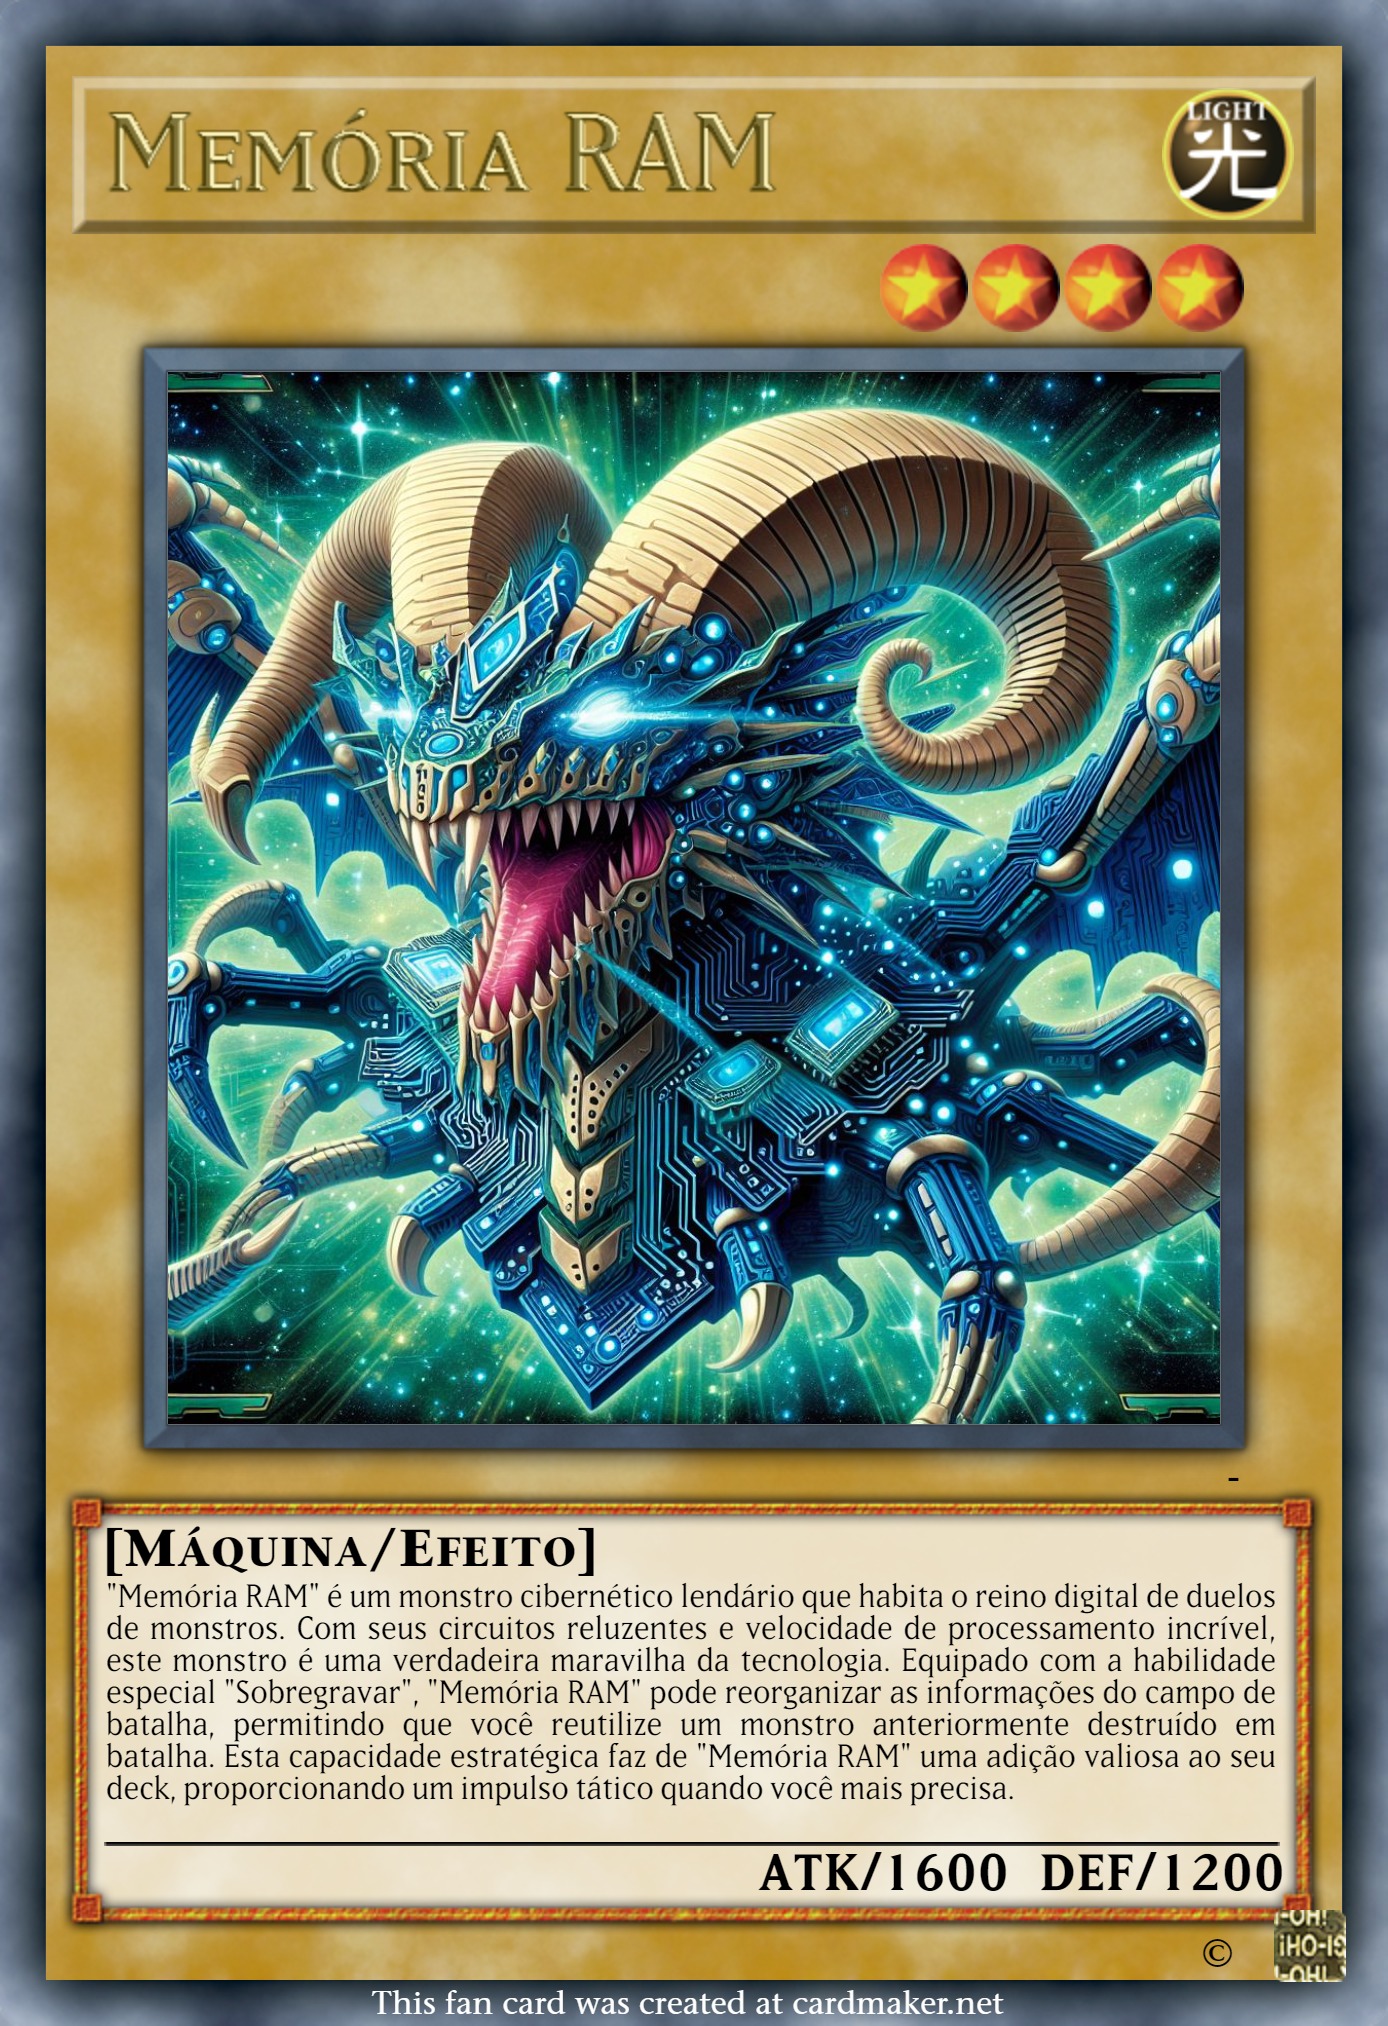 Memória RAM
LIGHT
光
-
[Máquina/Efeito]
"Memória RAM" é um monstro cibernético lendário que habita o reino digital de duelos
de monstros. Com seus circuitos reluzentes e velocidade de processamento incrível,
este monstro é uma verdadeira maravilha da tecnologia. Equipado com a habilidade
especial "Sobregravar", "Memória RAM" pode reorganizar as informações do campo de
batalha, permitindo que você reutilize um monstro anteriormente destruído em
batalha. Esta capacidade estratégica faz de "Memória RAM" uma adição valiosa ao seu
deck, proporcionando um impulso tático quando você mais precisa.
ATK/1600 DEF/1200
©
This fan card was created at cardmaker.net